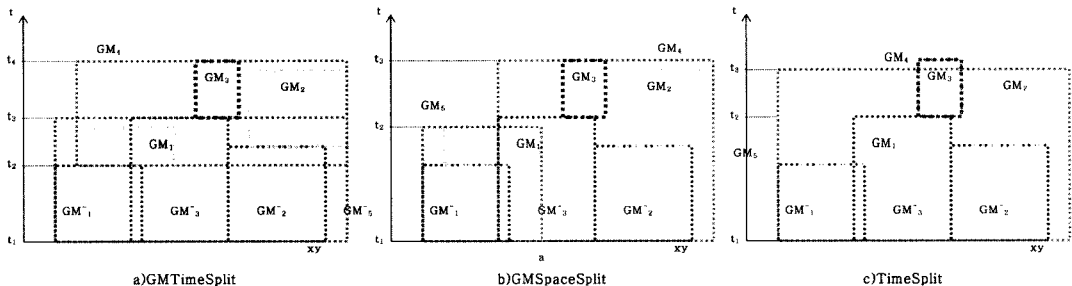 t
t₄
t₃
t₂
t₁
GM₄
GM₃
GM₂
GM₁
GM⁻₁
GM⁻₃
GM⁻₂
GM⁻₅
xy
a)GMTimeSplit
t
t₃
t₂
t₁
GM₄
GM₃
GM₂
GM₅
GM₁
GM⁻₁
GM⁻₃
GM⁻₂
xy
a
b)GMSpaceSplit
t
t₃
t₂
t₁
GM₄
GM₃
GM₁
GM₅
GM⁻₁
GM⁻₃
GM⁻₂
xy
c)TimeSplit